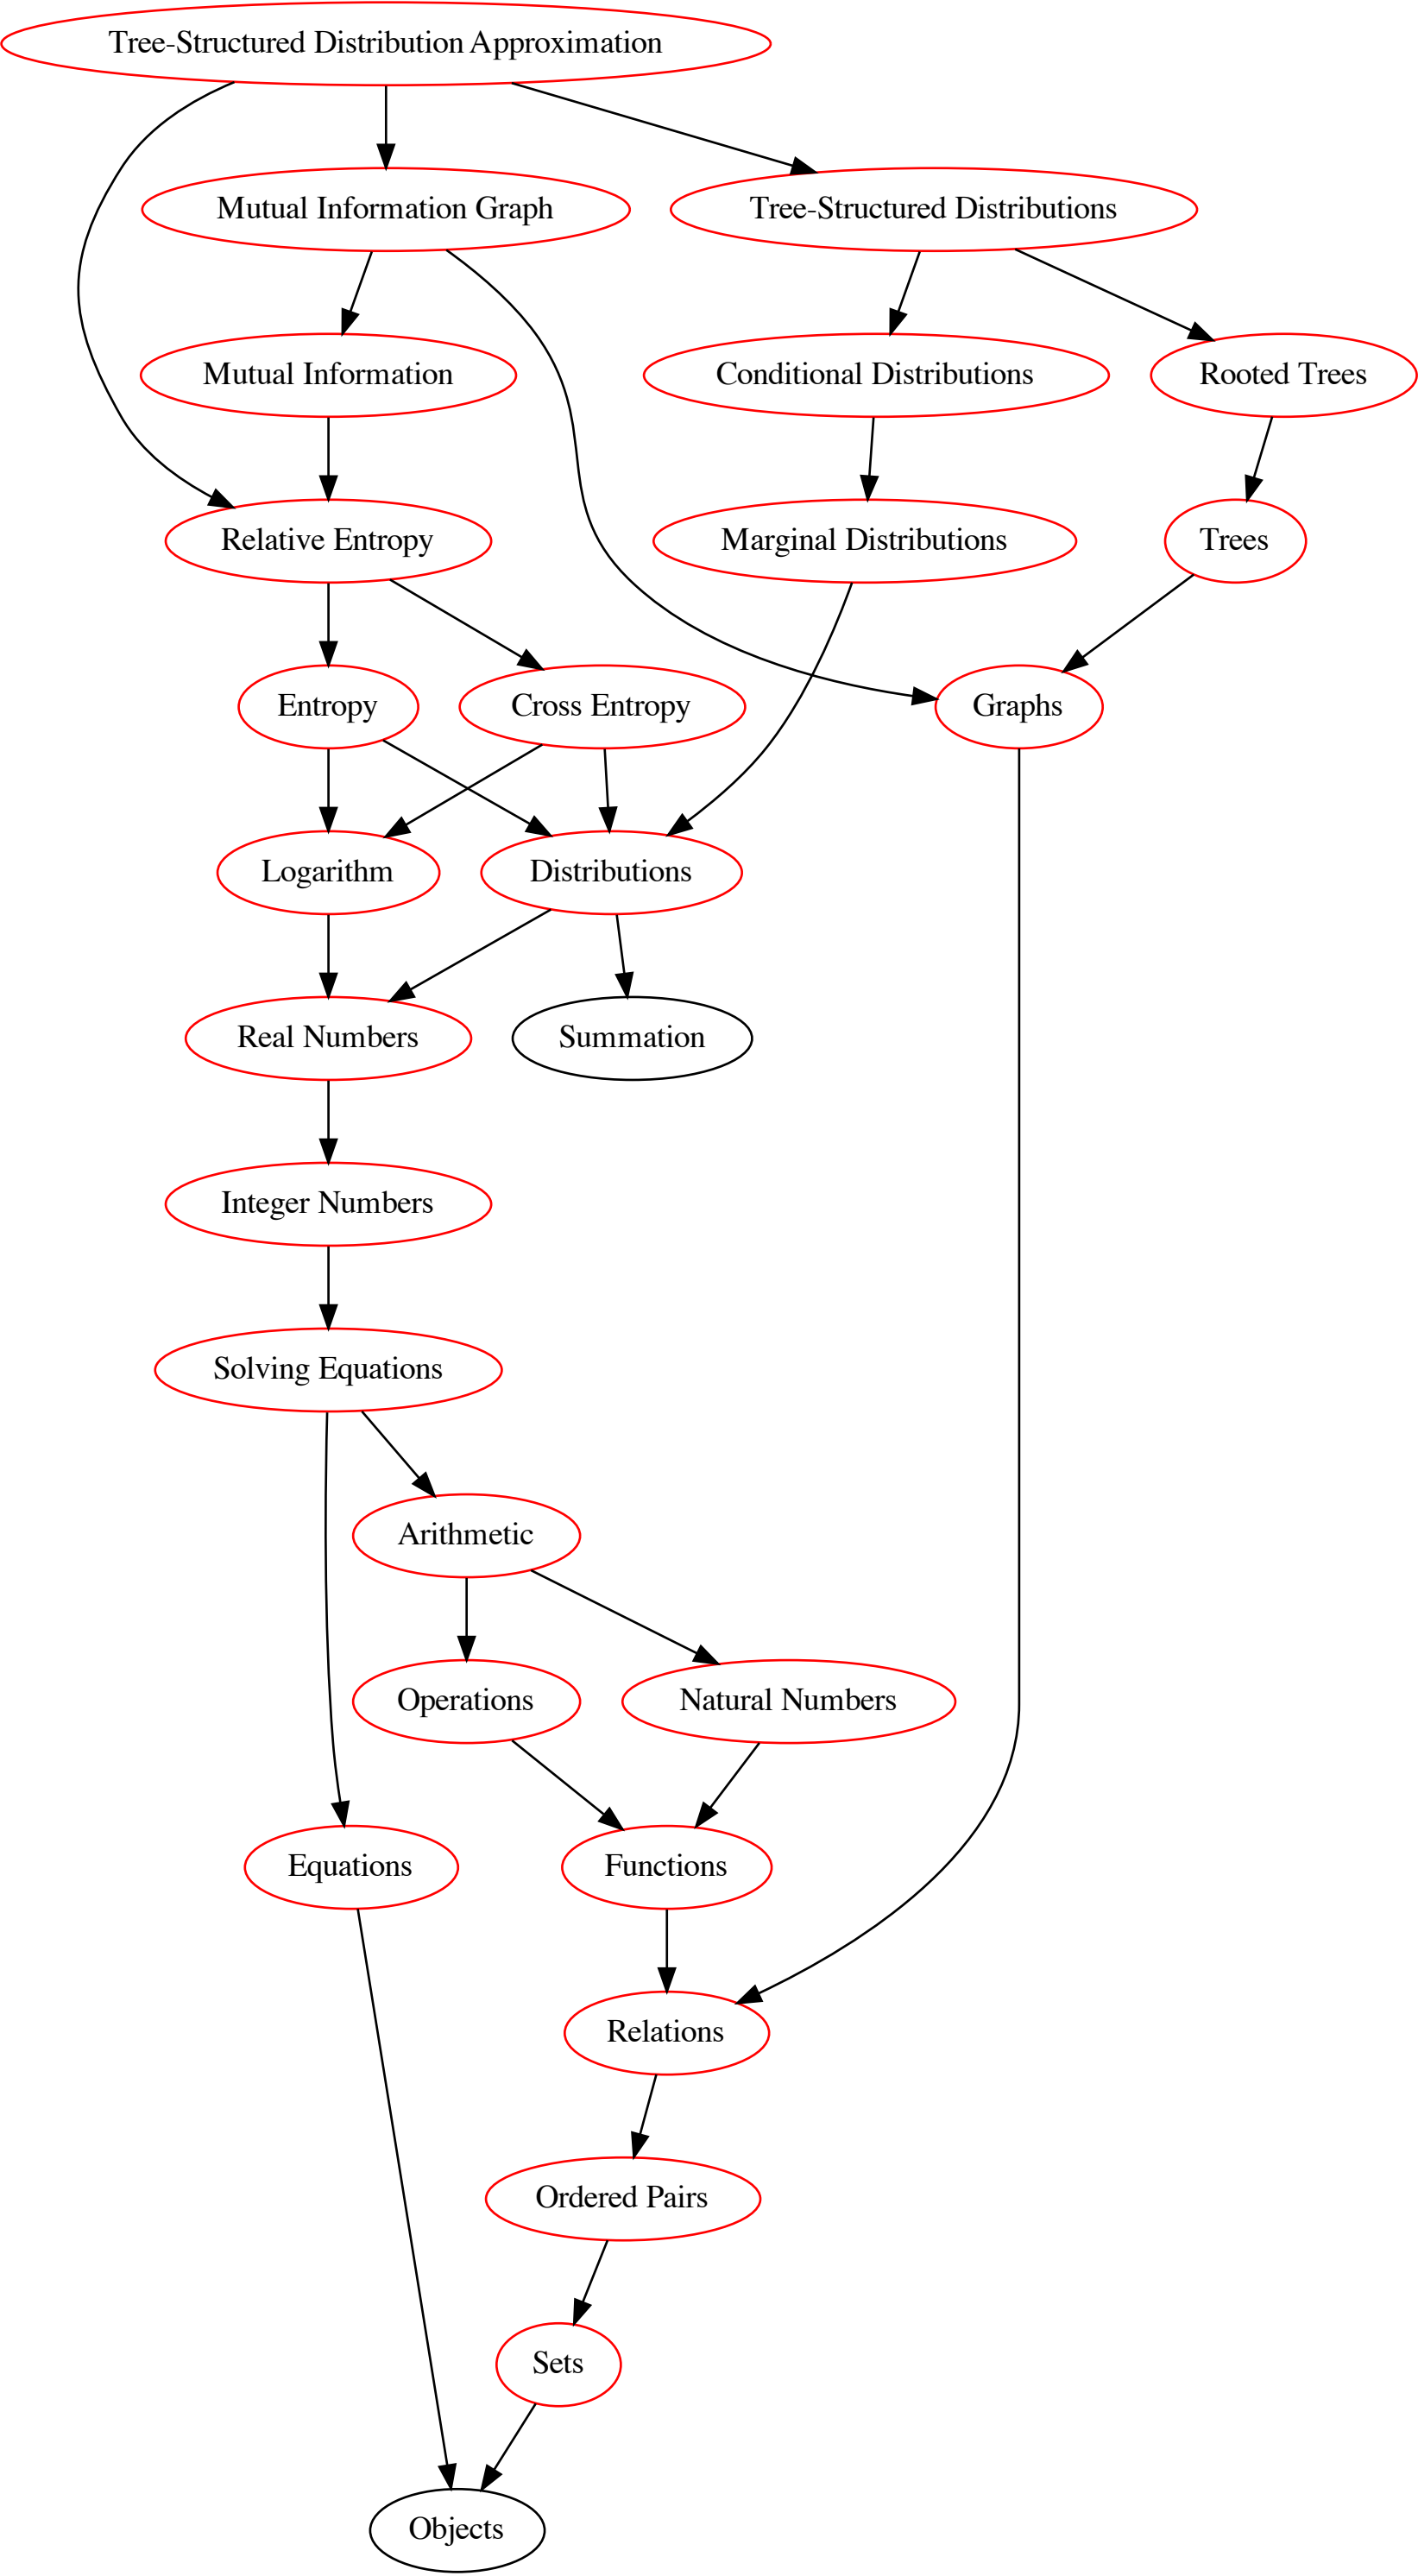 Tree-Structured Distribution Approximation
Mutual Information Graph
Tree-Structured Distributions
Mutual Information
Conditional Distributions
Rooted Trees
Relative Entropy
Marginal Distributions
Trees
Entropy
Cross Entropy
Graphs
Logarithm
Distributions
Real Numbers
Summation
Integer Numbers
Solving Equations
Arithmetic
Operations
Natural Numbers
Equations
Functions
Relations
Ordered Pairs
Sets
Objects